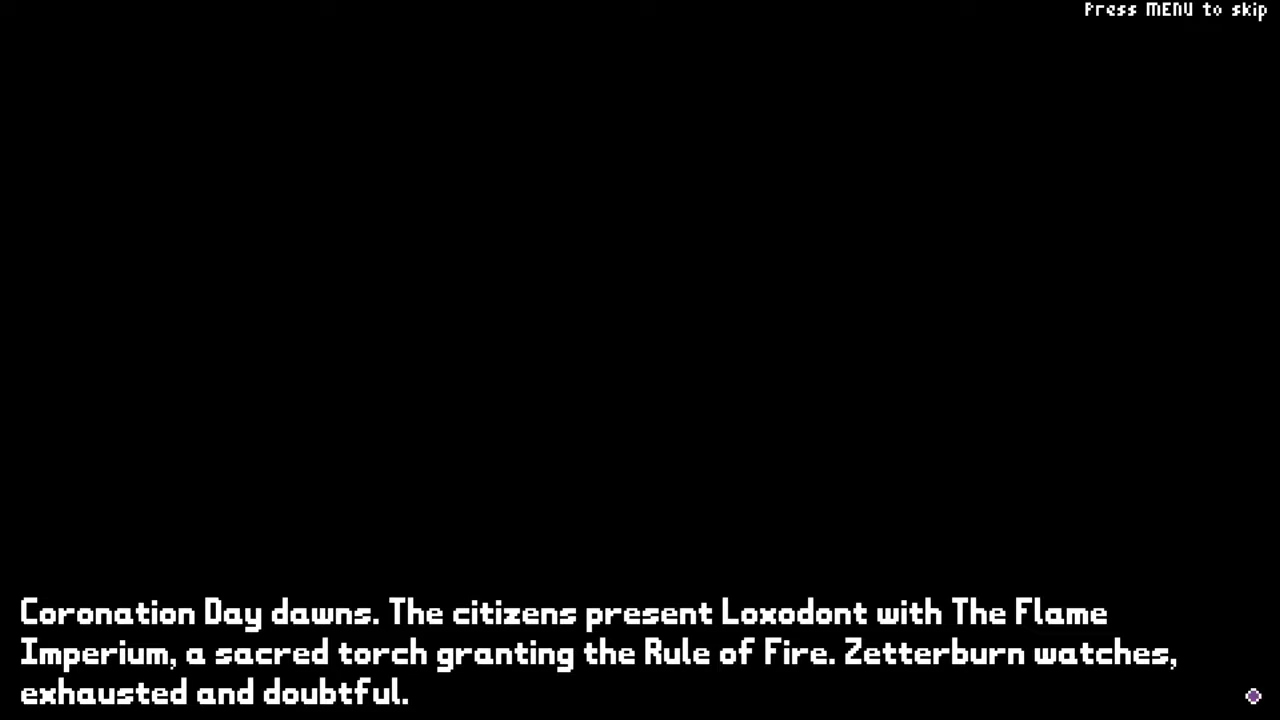 Press MENU to skip
Coronation Day dawns. The citizens present Loxodont with The Flame
Imperium, a sacred torch granting the Rule of Fire. Zetterburn watches,
exhausted and doubtful.